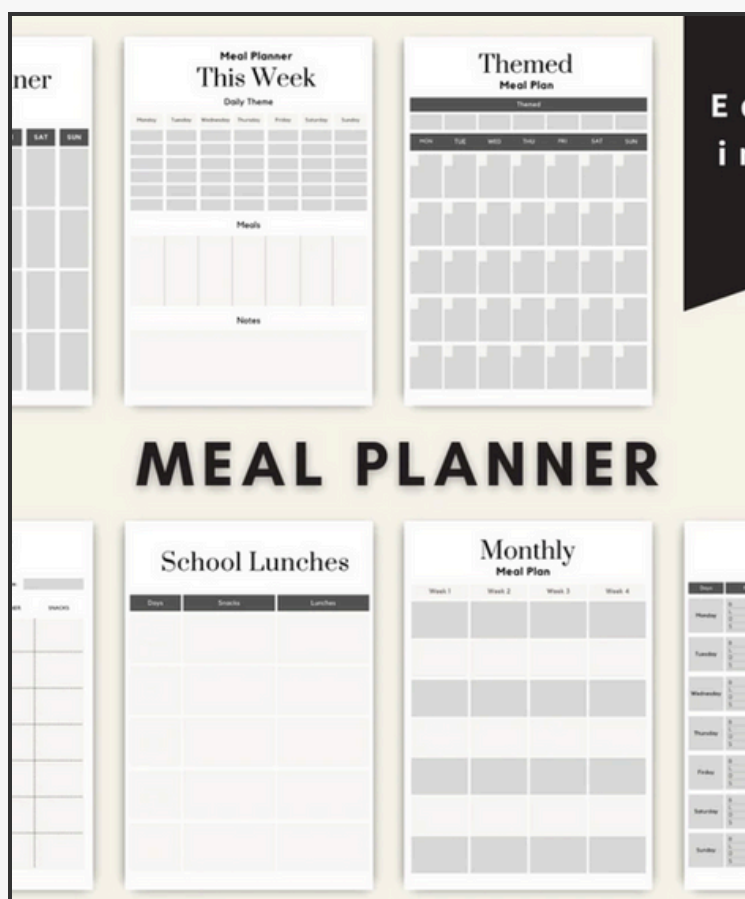 ner
SAT SUN
Meal Planner
This Week
Daily Theme
Monday Tuesday Wednesday Thursday Friday Saturday Sunday
Meals
Notes
Themed
Meal Plan
Themed
MON TUE WED THU FRI SAT SUN
E
i
MEAL PLANNER
SNACKS
School Lunches
Days Snacks Lunches
Monthly
Meal Plan
Week 1 Week 2 Week 3 Week 4
Days
Monday
Tuesday
Wednesday
Thursday
Friday
Saturday
Sunday